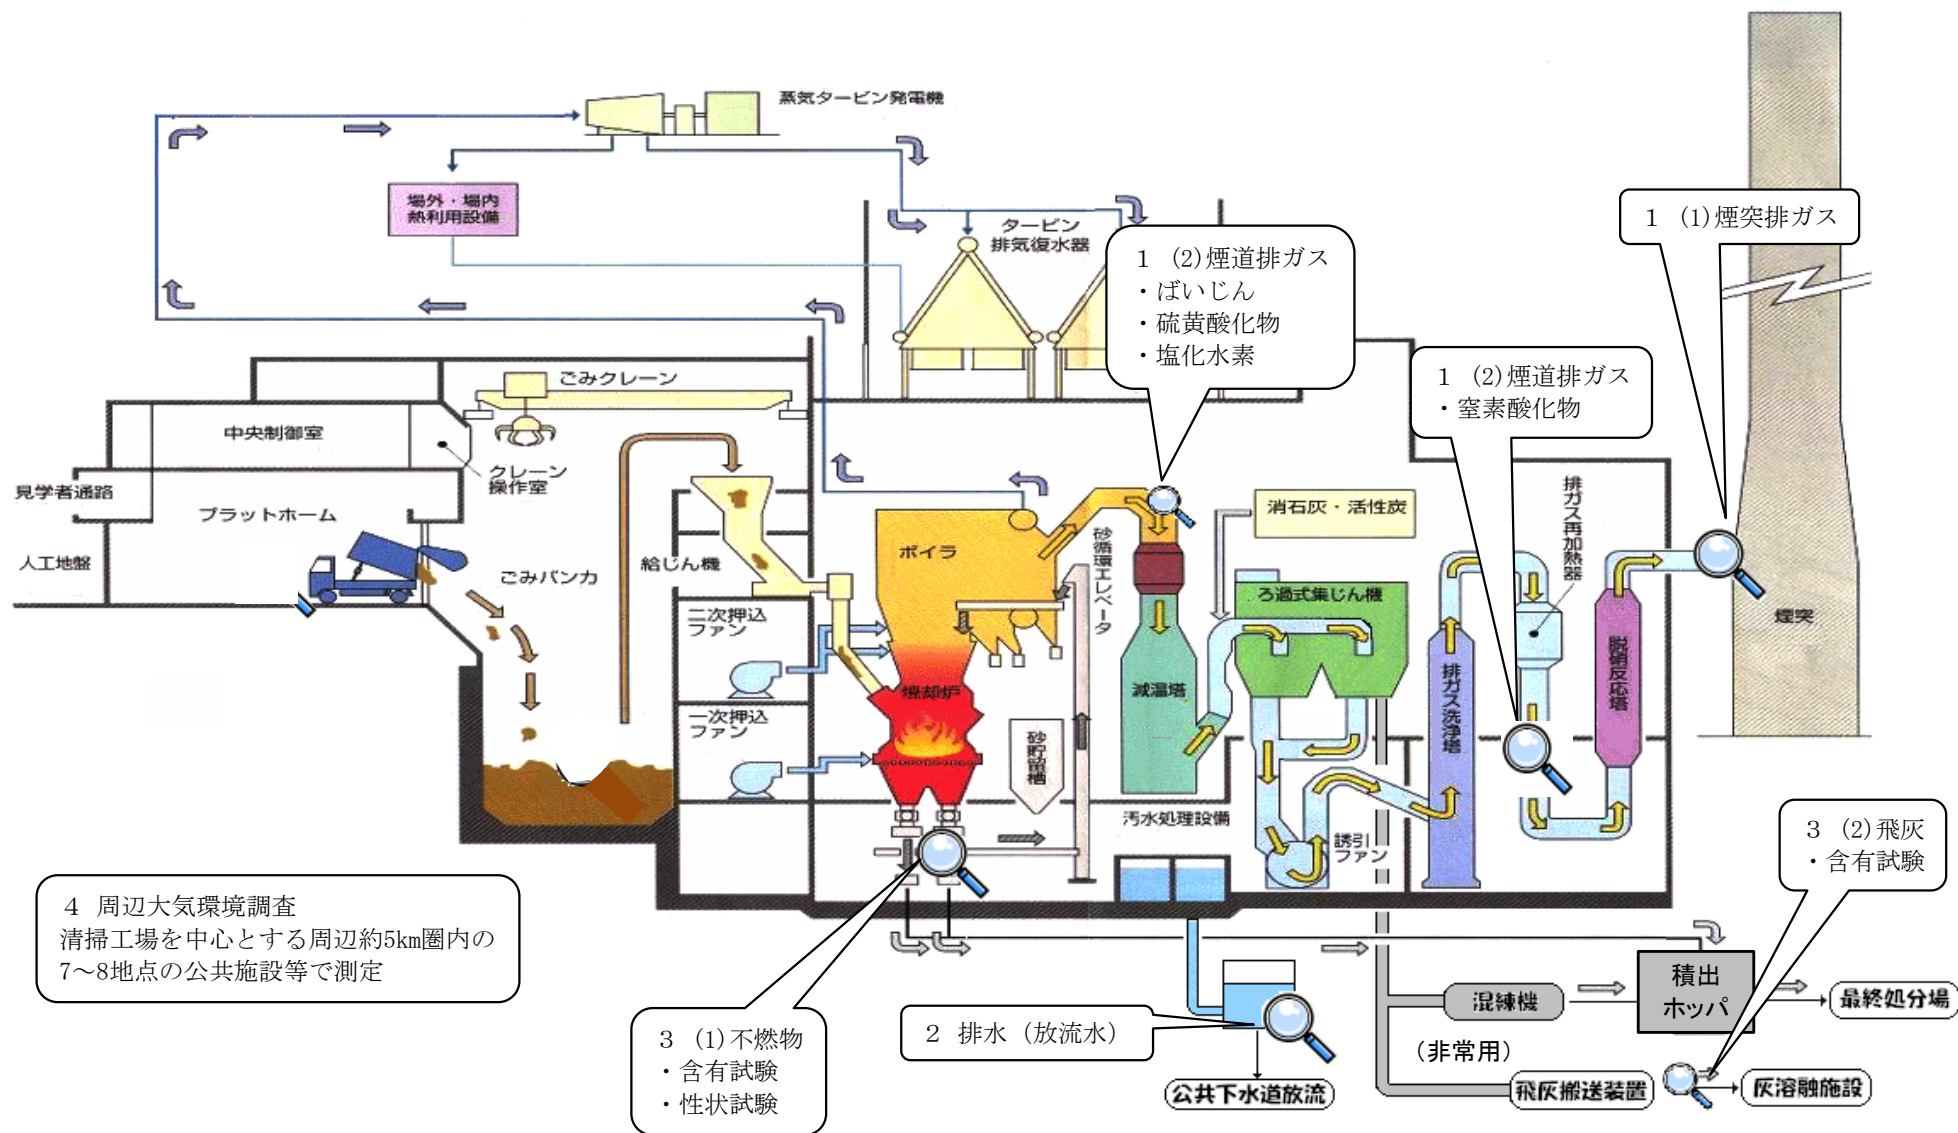 蒸気タービン発電機
場外・場内
熱利用設備
タービン
排気復水器
1 (1)煙突排ガス
1 (2)煙道排ガス
・ばいじん
・硫黄酸化物
・塩化水素
1 (2)煙道排ガス
・窒素酸化物
ごみクレーン
中央制御室
クレーン
操作室
見学者通路
プラットホーム
人工地盤
ごみバンカ
給じん機
二次押込
ファン
一次押込
ファン
ボイラ
焼却炉
砂循環エレベータ
砂貯留槽
消石灰・活性炭
減温塔
ろ過式集じん機
排ガス洗浄塔
排ガス再加熱器
脱硝反応塔
煙突
汚水処理設備
誘引
ファン
3 (2)飛灰
・含有試験
4 周辺大気環境調査
清掃工場を中心とする周辺約5km圏内の
7～8地点の公共施設等で測定
3 (1)不燃物
・含有試験
・性状試験
2 排水（放流水）
公共下水道放流
混練機
積出
ホッパ
最終処分場
（非常用）
飛灰搬送装置
灰溶融施設